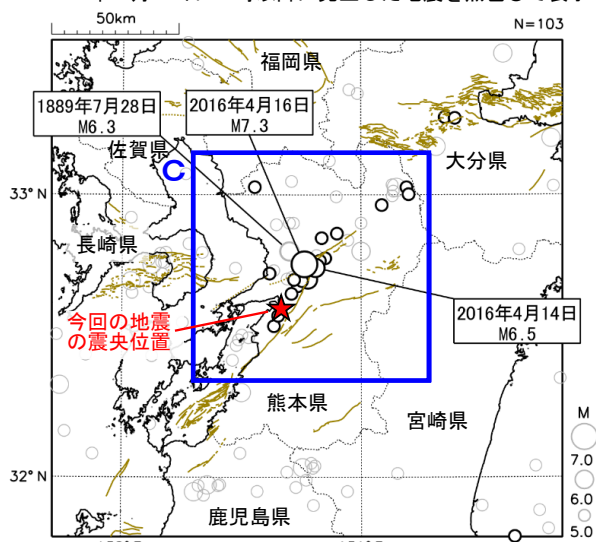 50km
N=103
福岡県
1889年7月28日
M6.3
2016年4月16日
M7.3
佐賀県
大分県
C
33°N
長崎県
今回の地震
の震央位置
2016年4月14日
M6.5
熊本県
宮崎県
M
7.0
6.0
5.0
32°N
鹿児島県